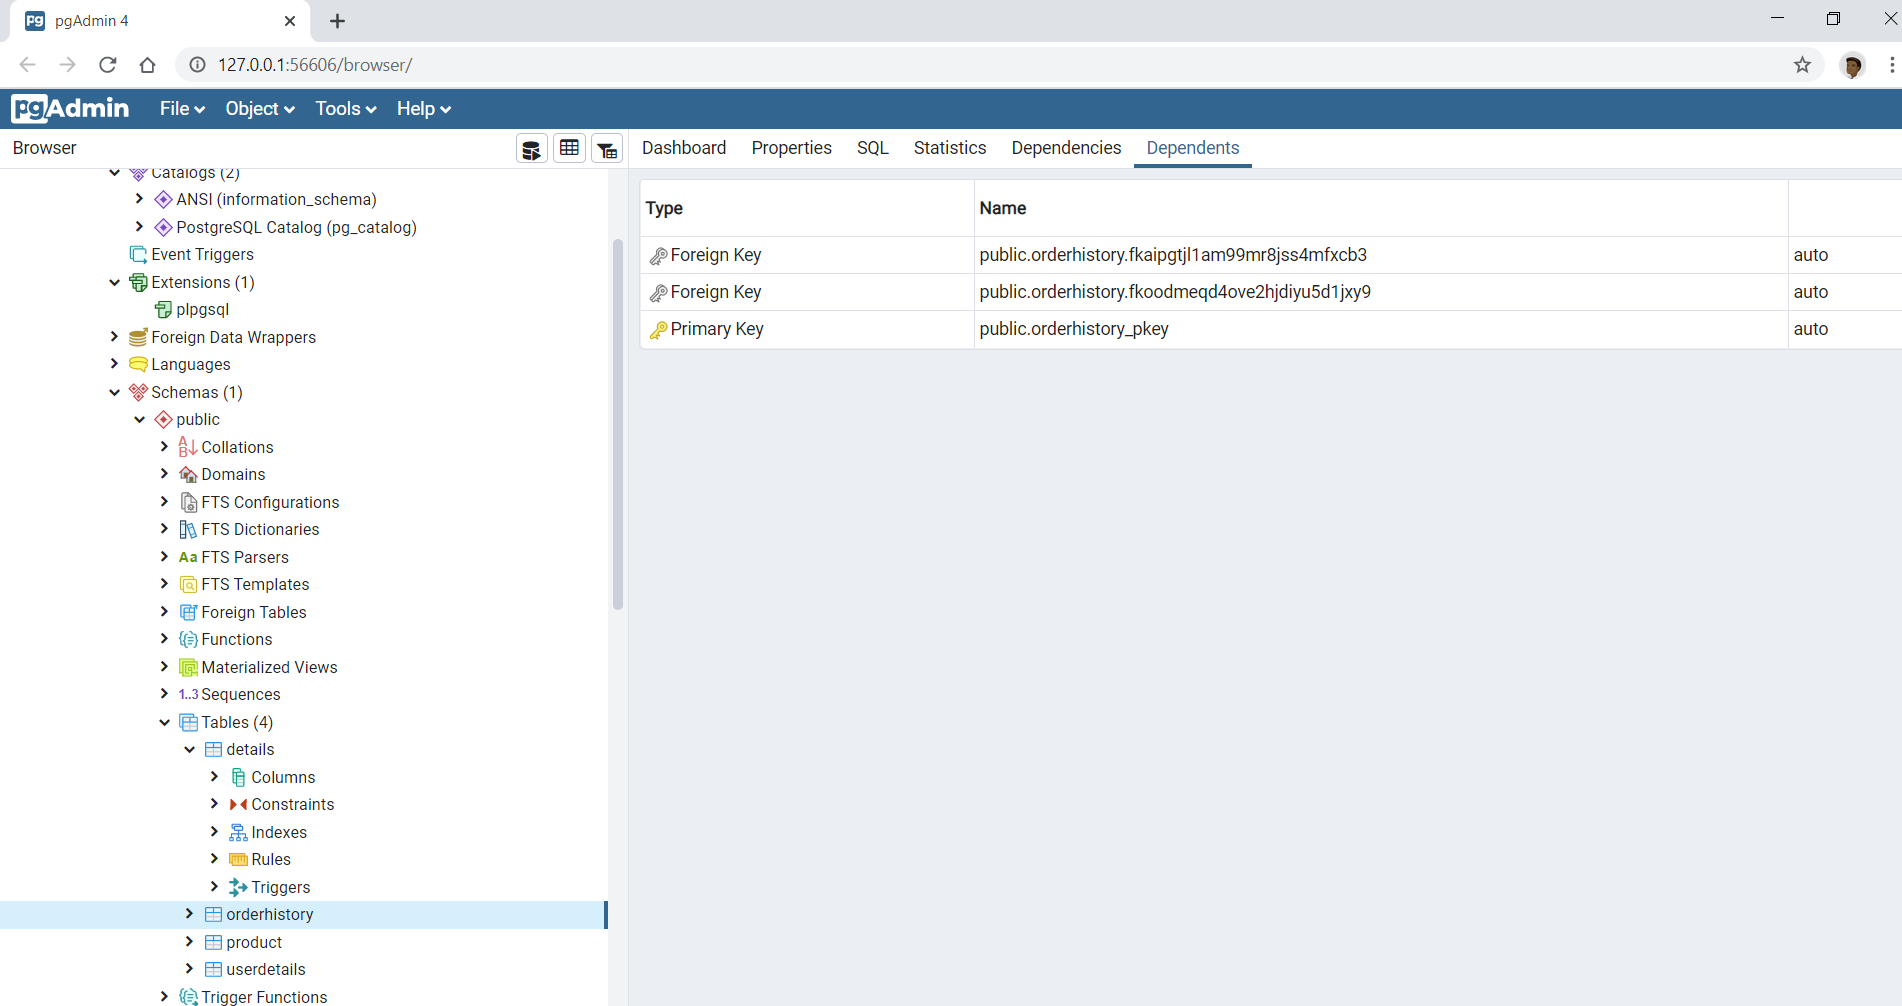 pgAdmin 4
127.0.0.1:56606/browser/
pgAdmin File Object Tools Help
Browser
Dashboard Properties SQL Statistics Dependencies Dependents
Catalogs (2)
ANSI (information_schema)
PostgreSQL Catalog (pg_catalog)
Event Triggers
Extensions (1)
plpgsql
Foreign Data Wrappers
Languages
Schemas (1)
public
Collations
Domains
FTS Configurations
FTS Dictionaries
Aa FTS Parsers
FTS Templates
Foreign Tables
Functions
Materialized Views
1..3 Sequences
Tables (4)
details
Columns
Constraints
Indexes
Rules
Triggers
orderhistory
product
userdetails
Trigger Functions
Type Name
Foreign Key public.orderhistory.fkaipgtjl1am99mr8jss4mfxcb3 auto
Foreign Key public.orderhistory.fkoodmeqd4ove2hjdiyu5d1jxy9 auto
Primary Key public.orderhistory_pkey auto